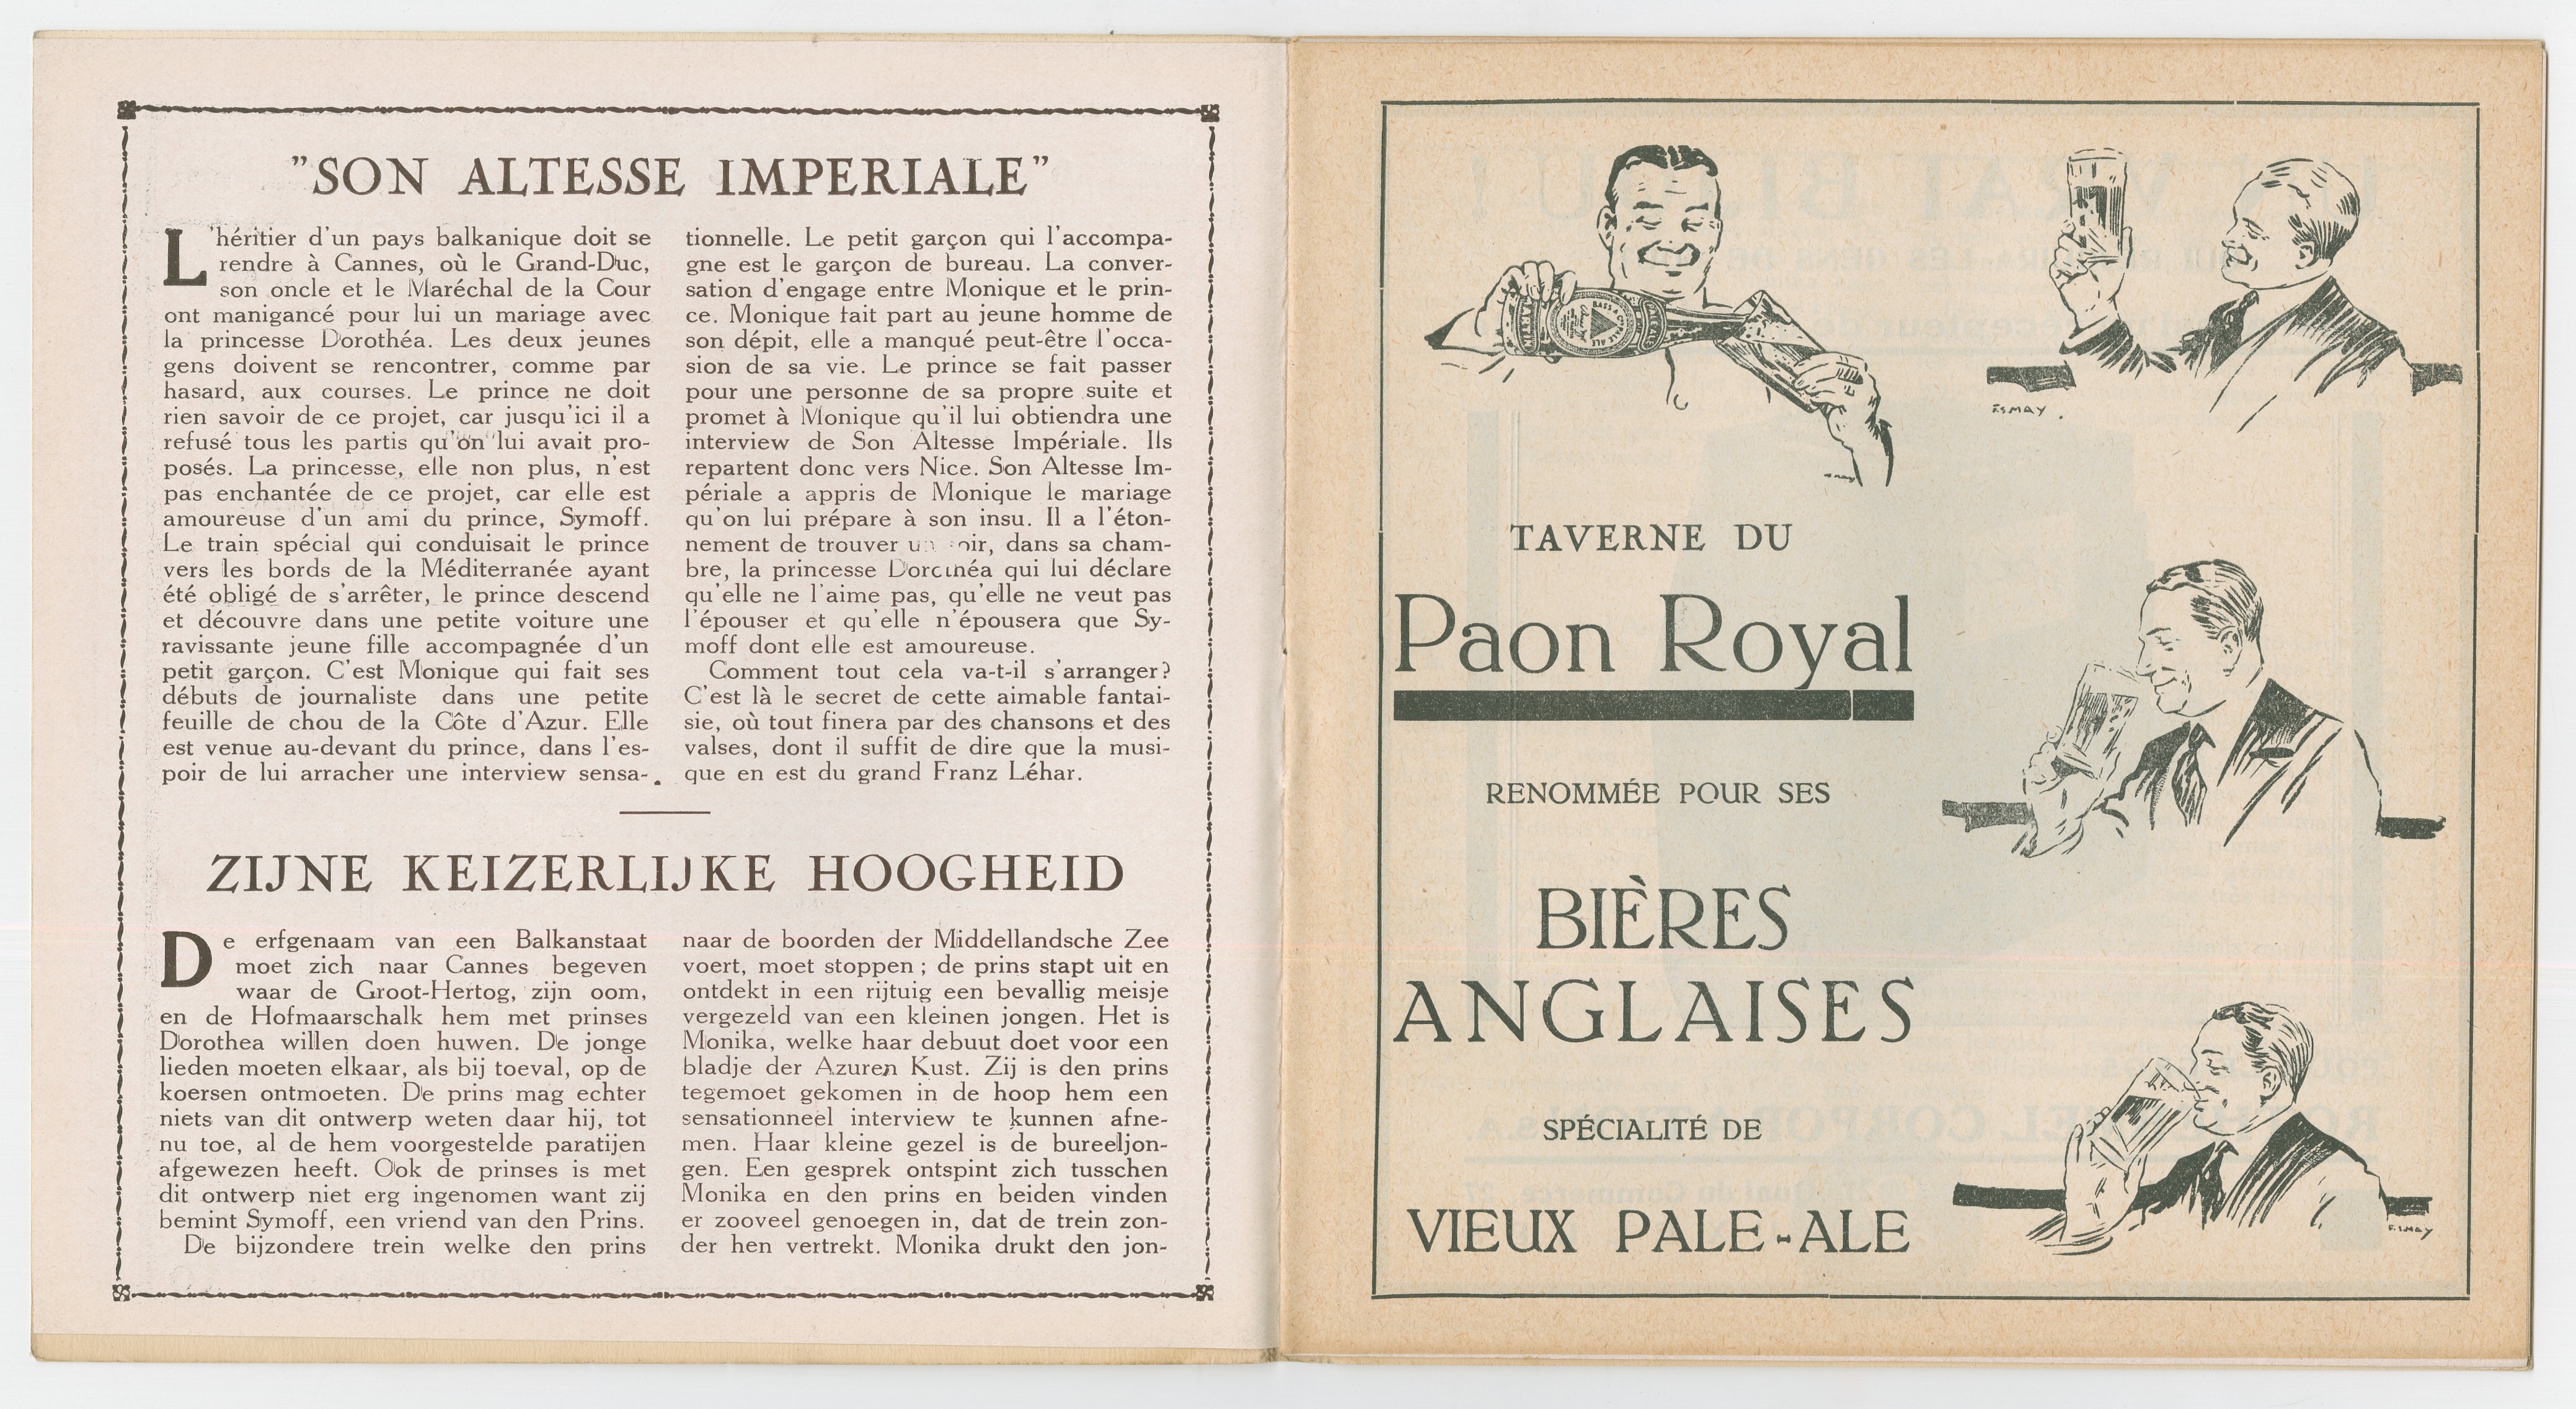 "SON ALTESSE IMPERIALE"
L'héritier d'un pays balkanique doit se
rendre à Cannes, où le Grand-Duc,
son oncle et le Maréchal de la Cour
ont manigancé pour lui un mariage avec
la princesse Dorothéa. Les deux jeunes
gens doivent se rencontrer, comme par
hasard, aux courses. Le prince ne doit
rien savoir de ce projet, car jusqu'ici il a
refusé tous les partis qu'on lui avait pro-
posés. La princesse, elle non plus, n'est
pas enchantée de ce projet, car elle est
amoureuse d'un ami du prince, Symoff.
Le train spécial qui conduisait le prince
vers les bords de la Méditerranée ayant
été obligé de s'arrêter, le prince descend
et découvre dans une petite voiture une
ravissante jeune fille accompagnée d'un
petit garçon. C'est Monique qui fait ses
débuts de journaliste dans une petite
feuille de chou de la Côte d'Azur. Elle
est venue au-devant du prince, dans l'es-
poir de lui arracher une interview sensa-
tionnelle. Le petit garçon qui l'accompa-
gne est le garçon de bureau. La conver-
sation d'engage entre Monique et le prin-
ce. Monique fait part au jeune homme de
son dépit, elle a manqué peut-être l'occa-
sion de sa vie. Le prince se fait passer
pour une personne de sa propre suite et
promet à Monique qu'il lui obtiendra une
interview de Son Altesse Impériale. Ils
repartent donc vers Nice. Son Altesse Im-
périale a appris de Monique le mariage
qu'on lui prépare à son insu. Il a l'éton-
nement de trouver un soir, dans sa cham-
bre, la princesse Dorothéa qui lui déclare
qu'elle ne l'aime pas, qu'elle ne veut pas
l'épouser et qu'elle n'épousera que Sy-
moff dont elle est amoureuse.
Comment tout cela va-t-il s'arranger?
C'est là le secret de cette aimable fantai-
sie, où tout finera par des chansons et des
valses, dont il suffit de dire que la musi-
que en est du grand Franz Léhar.
ZIJNE KEIZERLIJKE HOOGHEID
De erfgenaam van een Balkanstaat
moet zich naar Cannes begeven
waar de Groot-Hertog, zijn oom,
en de Hofmaarschalk hem met prinses
Dorothea willen doen huwen. De jonge
lieden moeten elkaar, als bij toeval, op de
koersen ontmoeten. De prins mag echter
niets van dit ontwerp weten daar hij, tot
nu toe, al de hem voorgestelde paratijen
afgewezen heeft. Ook de prinses is met
dit ontwerp niet erg ingenomen want zij
bemint Symoff, een vriend van den Prins.
De bijzondere trein welke den prins
naar de boorden der Middellandsche Zee
voert, moet stoppen ; de prins stapt uit en
ontdekt in een rijtuig een bevallig meisje
vergezeld van een kleinen jongen. Het is
Monika, welke haar debuut doet voor een
bladje der Azuren Kust. Zij is den prins
tegemoet gekomen in de hoop hem een
sensationneel interview te kunnen afne-
men. Haar kleine gezel is de bureeljon-
gen. Een gesprek ontspint zich tusschen
Monika en den prins en beiden vinden
er zooveel genoegen in, dat de trein zon-
der hen vertrekt. Monika drukt den jon-
F.S MAY.
TAVERNE DU
Paon Royal
RENOMMÉE POUR SES
BIÈRES
ANGLAISES
SPÉCIALITÉ DE
VIEUX PALE-ALE
F.S MAY